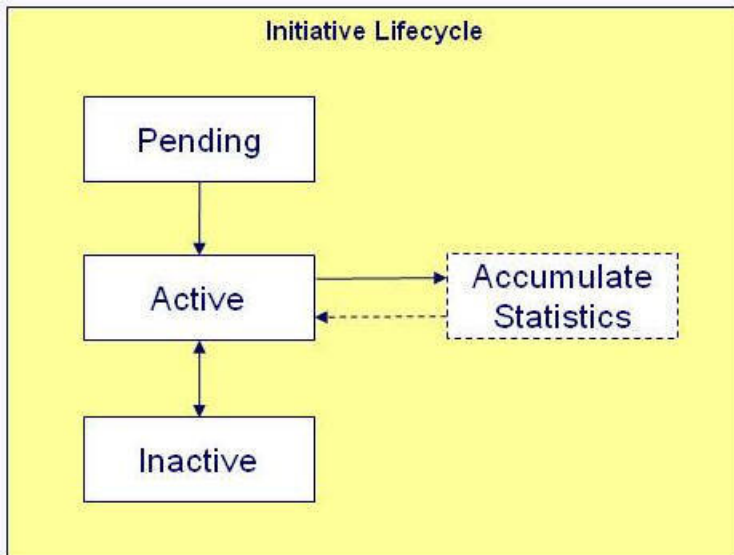 Initiative Lifecycle
Pending
Active
Accumulate
Statistics
Inactive